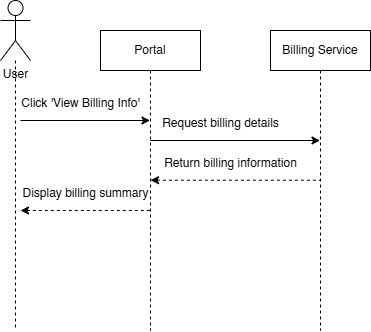 User
Portal
Billing Service
Click 'View Billing Info'
Request billing details
Return billing information
Display billing summary